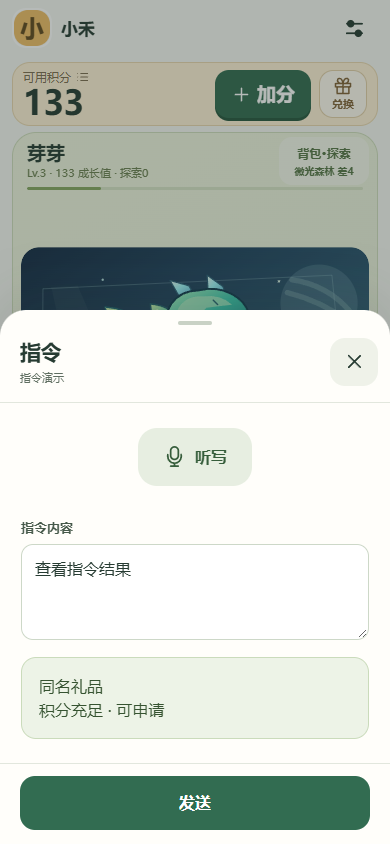 小 小禾
可用积分
133
加分
兑换
芽芽
Lv.3 · 133 成长值 · 探索0
背包·探索
微光森林 差4
指令
指令演示
听写
指令内容
查看指令结果
同名礼品
积分充足 · 可申请
发送